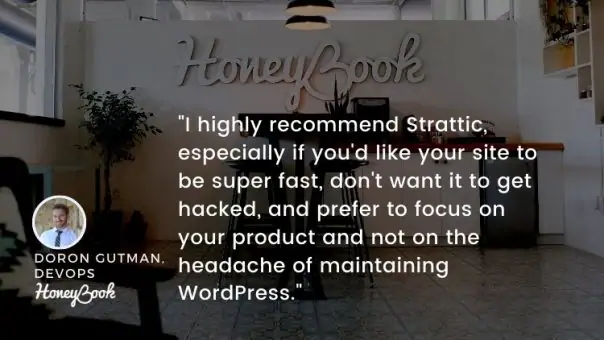 HoneyBook
"I highly recommend Strattic,
especially if you'd like your site to
be super fast, don't want it to get
hacked, and prefer to focus on
your product and not on the
headache of maintaining
WordPress."
DORON GUTMAN,
DEVOPS
HoneyBook